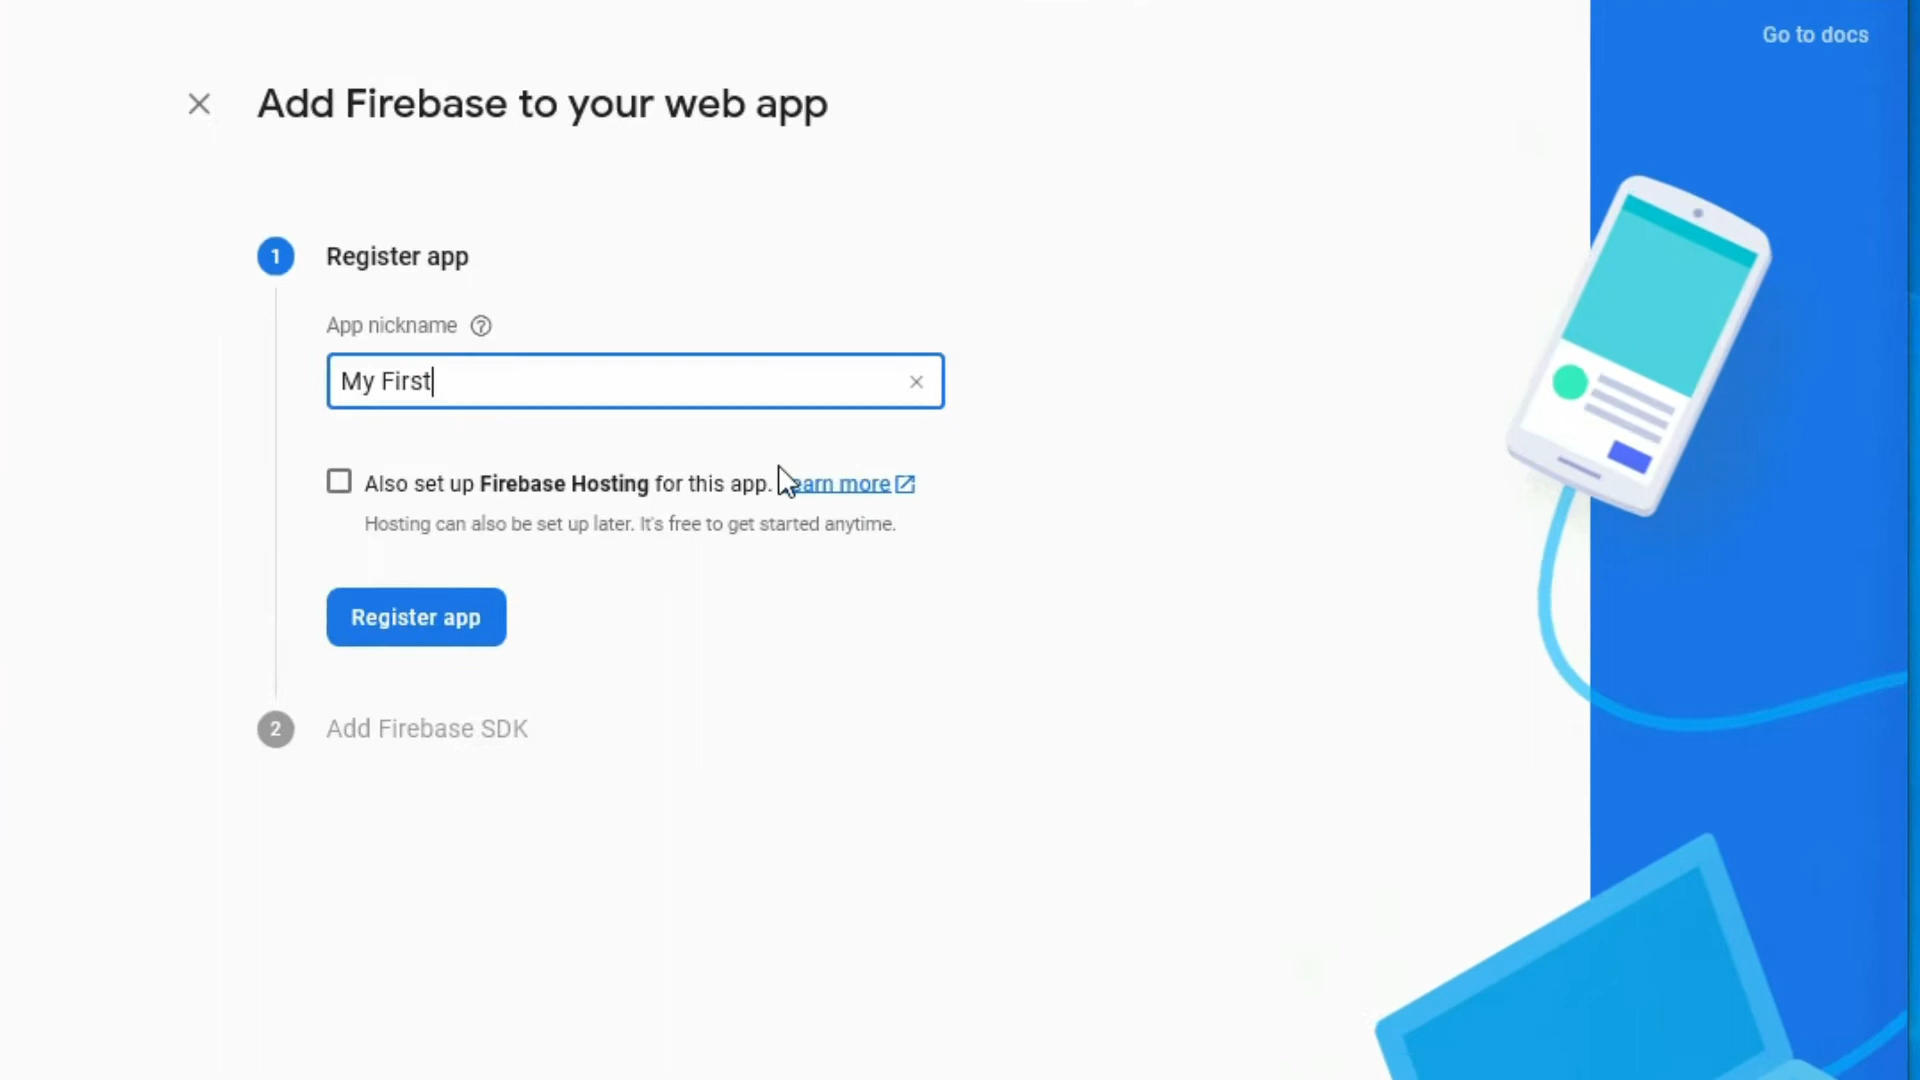 Go to docs
Add Firebase to your web app
1 Register app
App nickname
My First
Also set up Firebase Hosting for this app. Learn more
Hosting can also be set up later. It's free to get started anytime.
Register app
2 Add Firebase SDK